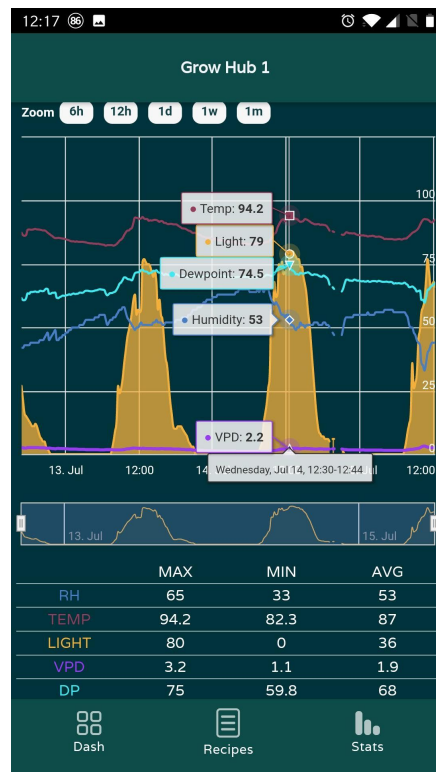 12:17 86
Grow Hub 1
Zoom 6h 12h 1d 1w 1m
100
Temp: 94.2
Light: 79
75
Dewpoint: 74.5
Humidity: 53
50
25
VPD: 2.2
0
13. Jul 12:00 14 Jul 12:00
Wednesday, Jul 14, 12:30-12:44
13. Jul 15. Jul
MAX MIN AVG
RH 65 33 53
TEMP 94.2 82.3 87
LIGHT 80 0 36
VPD 3.2 1.1 1.9
DP 75 59.8 68
Dash Recipes Stats